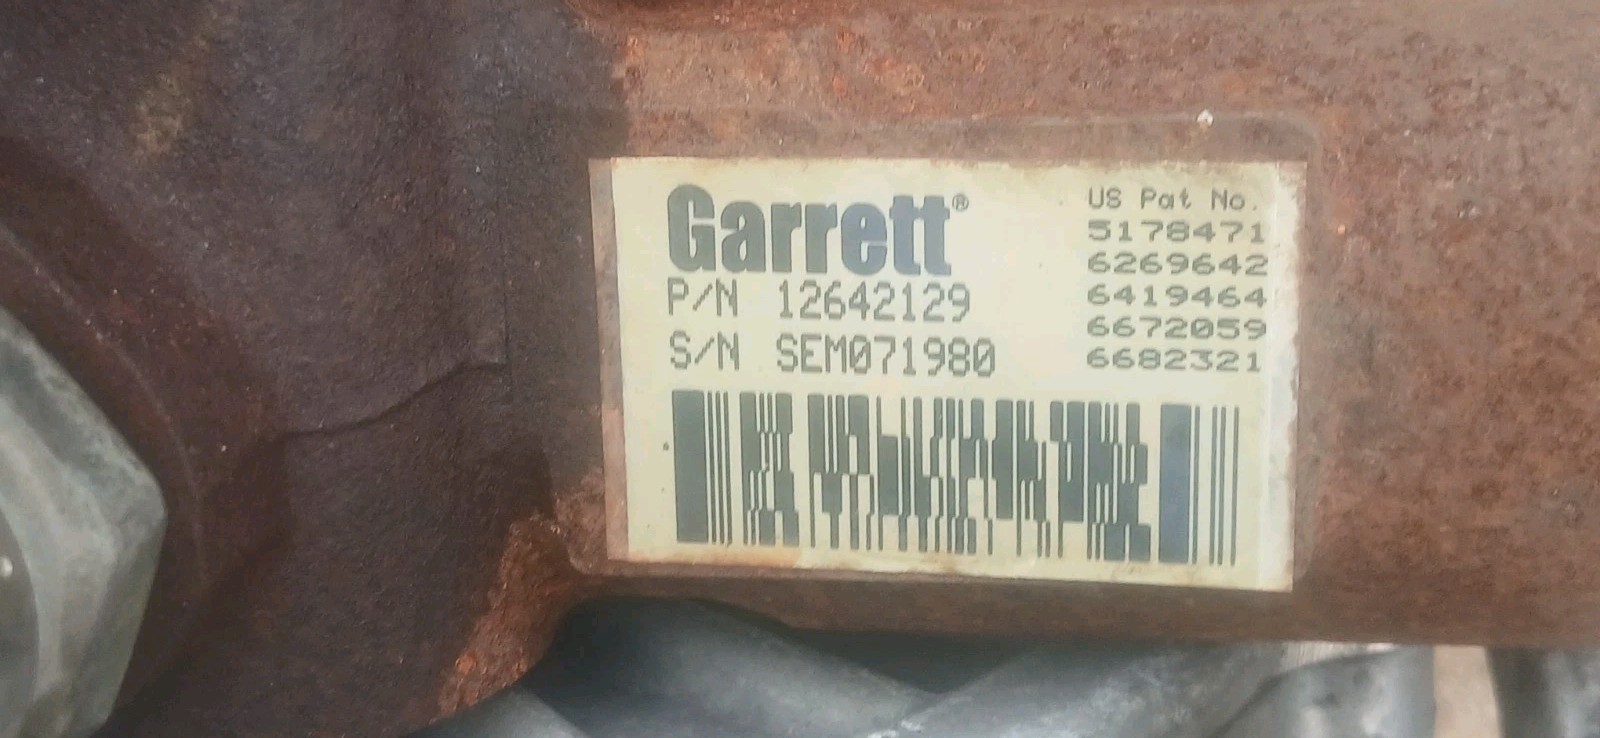 Garrett®
P/N 12642129
S/N SEM071980
US Pat No.
5178471
6269642
6419464
6672059
6682321